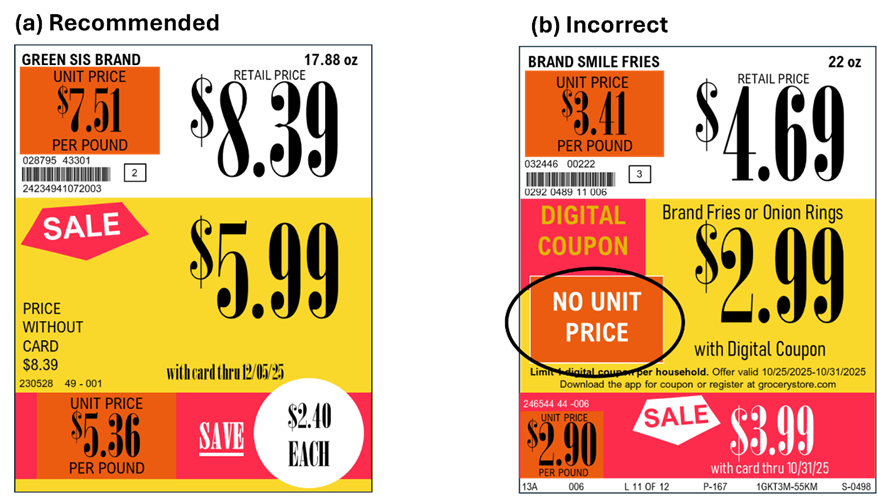 (a) Recommended
GREEN SIS BRAND 17.88 oz
UNIT PRICE
$7.51
PER POUND
RETAIL PRICE
$8.39
028795 43301
2
24234941072003
SALE
$5.99
PRICE
WITHOUT
CARD
$8.39
with card thru 12/05/25
230528 49 - 001
UNIT PRICE
$5.36
PER POUND
SAVE
$2.40
EACH
(b) Incorrect
BRAND SMILE FRIES 22 oz
UNIT PRICE
$3.41
PER POUND
RETAIL PRICE
$4.69
032446 00222
3
0292 0489 11 006
DIGITAL
COUPON
Brand Fries or Onion Rings
$2.99
NO UNIT
PRICE
with Digital Coupon
Limit 1 digital coupon per household. Offer valid 10/25/2025-10/31/2025
Download the app for coupon or register at grocerystore.com
246544 44 -006
UNIT PRICE
$2.90
PER POUND
SALE
$3.99
with card thru 10/31/25
13A 006 L 11 OF 12 P-167 1GKT3M-55KM S-0498